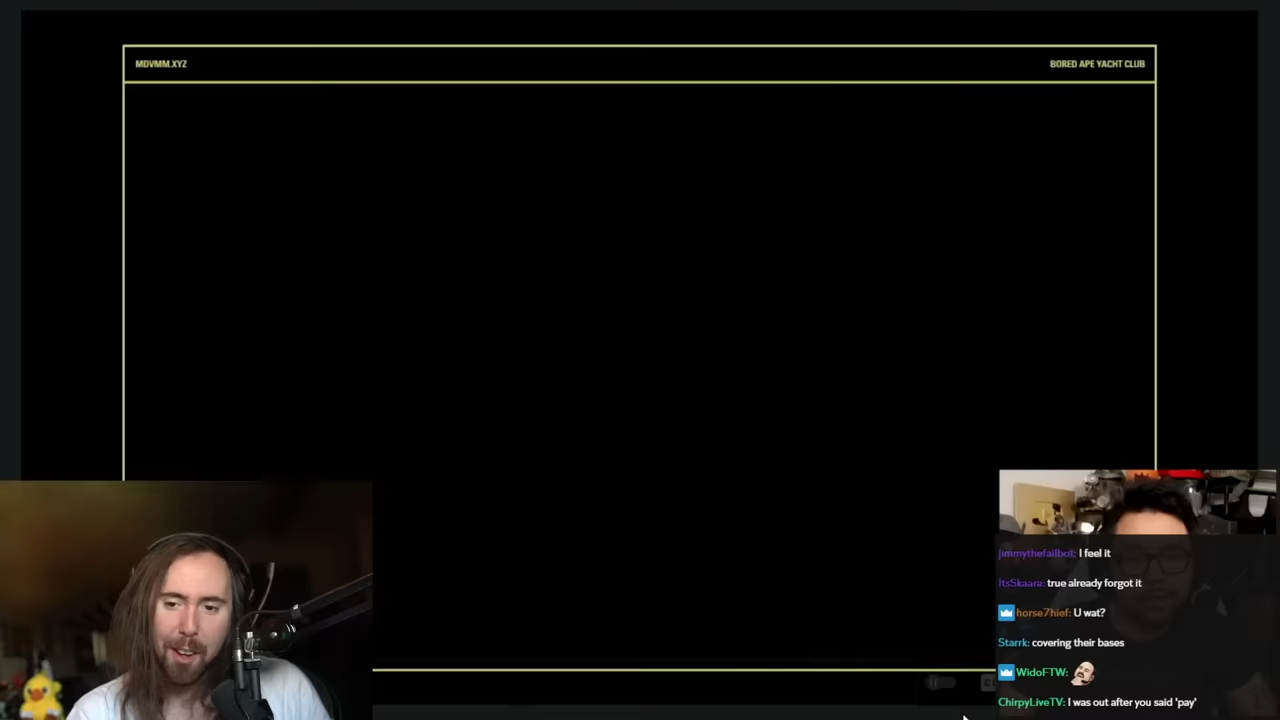 MDVMM.XYZ
BORED APE YACHT CLUB
jimmythefailbot: I feel it
ItsSkaara: true already forgot it
horse7hief: U wat?
Starrk: covering their bases
WidoFTW:
ChirpyLiveTV: I was out after you said 'pay'